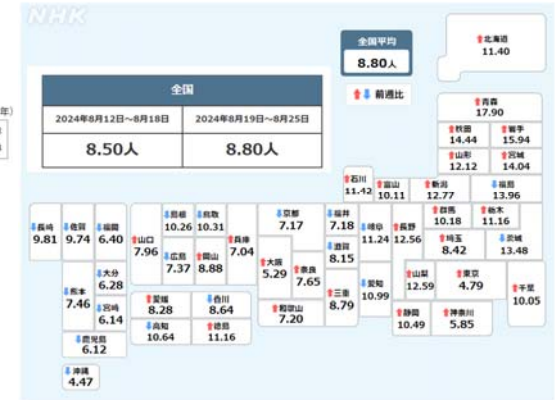 NHK
全国平均
8.80人
前週比
全国
2024年8月12日~8月18日
2024年8月19日~8月25日
8.50人
8.80人
北海道
11.40
青森
17.90
秋田
14.44
岩手
15.94
山形
12.12
宮城
14.04
石川
11.42
富山
10.11
新潟
12.77
福島
13.96
長崎
9.81
佐賀
9.74
福岡
6.40
山口
7.96
島根
10.26
鳥取
10.31
兵庫
7.04
京都
7.17
福井
7.18
岐阜
11.24
長野
12.56
群馬
10.18
栃木
11.16
大分
6.28
広島
7.37
岡山
8.88
大阪
5.29
奈良
7.65
滋賀
8.15
埼玉
8.42
茨城
13.48
熊本
7.46
宮崎
6.14
愛媛
8.28
香川
8.64
和歌山
7.20
三重
8.79
愛知
10.99
山梨
12.59
東京
4.79
千葉
10.05
鹿児島
6.12
高知
10.64
徳島
11.16
静岡
10.49
神奈川
5.85
沖縄
4.47
年)